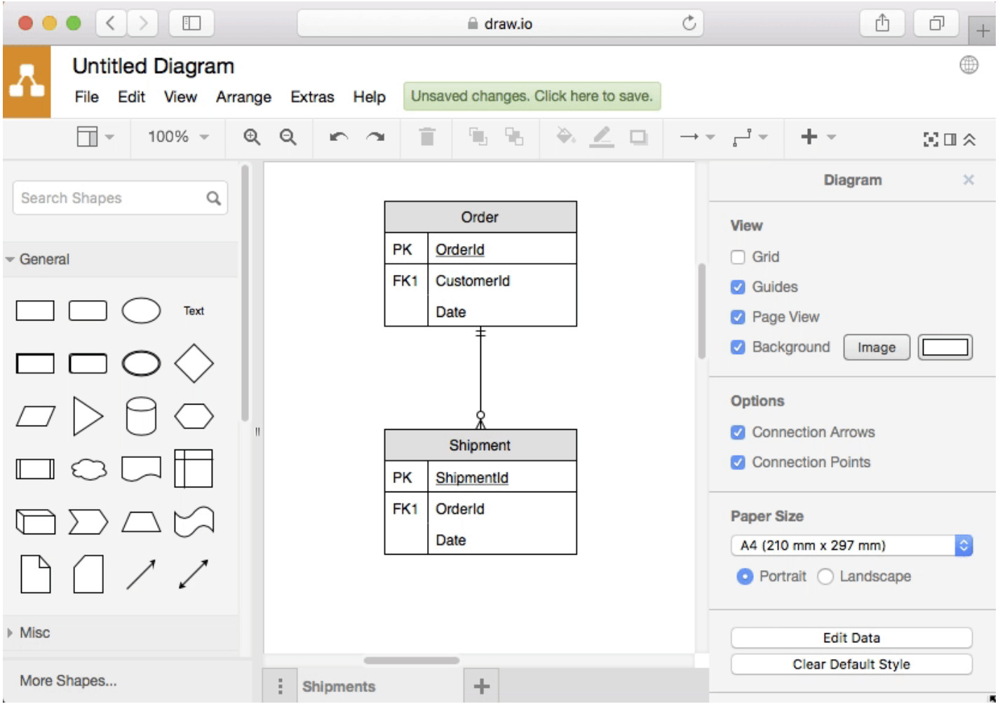 draw.io
Untitled Diagram
File Edit View Arrange Extras Help Unsaved changes. Click here to save.
100%
Search Shapes
General
Text
Misc
More Shapes...
Order
PK OrderId
FK1 CustomerId
Date
Shipment
PK ShipmentId
FK1 OrderId
Date
Shipments
Diagram
View
Grid
Guides
Page View
Background Image
Options
Connection Arrows
Connection Points
Paper Size
A4 (210 mm x 297 mm)
Portrait Landscape
Edit Data
Clear Default Style